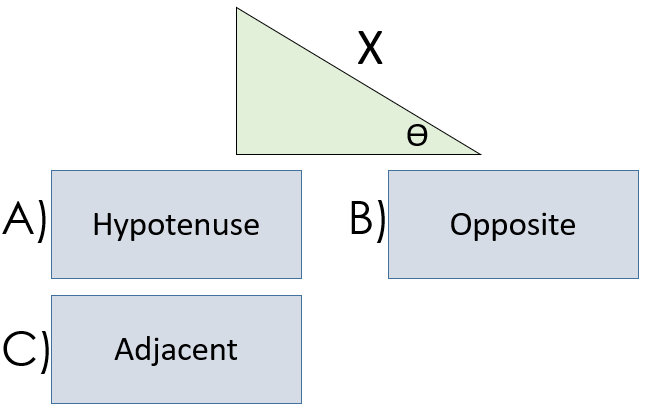 X
ϴ
A) Hypotenuse
B) Opposite
C) Adjacent